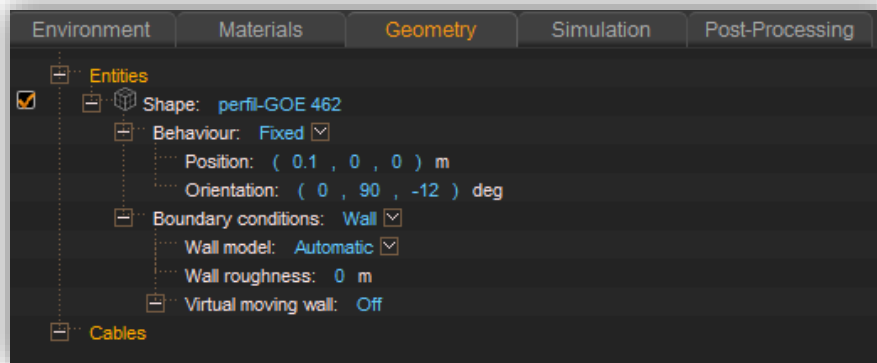 Environment Materials Geometry Simulation Post-Processing
Entities
Shape: perfil-GOE 462
Behaviour: Fixed
Position: ( 0.1 , 0 , 0 ) m
Orientation: ( 0 , 90 , -12 ) deg
Boundary conditions: Wall
Wall model: Automatic
Wall roughness: 0 m
Virtual moving wall: Off
Cables